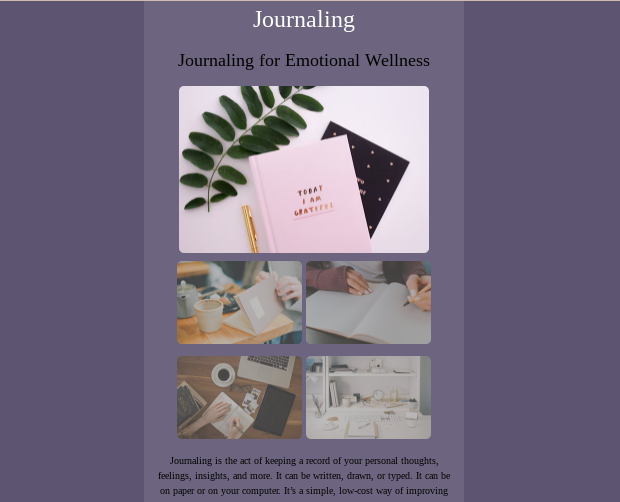 Journaling
Journaling for Emotional Wellness
TODAY
I AM
GRATEFUL
Journaling is the act of keeping a record of your personal thoughts,
feelings, insights, and more. It can be written, drawn, or typed. It can be
on paper or on your computer. It's a simple, low-cost way of improving